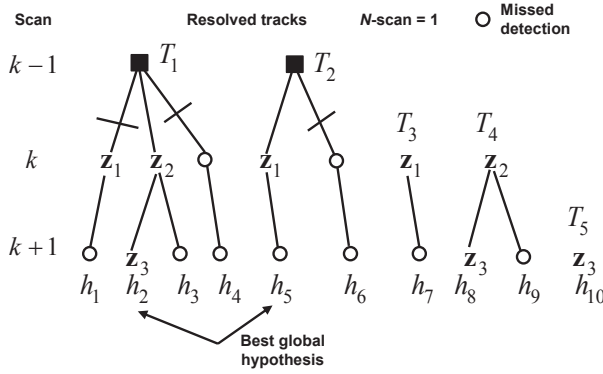 Scan Resolved tracks N-scan = 1 Missed detection
k − 1 T₁ T₂
T₃ T₄
k z₁ z₂ z₁ z₁ z₂
T₅
k + 1 z₃ z₃ z₃
h₁ h₂ h₃ h₄ h₅ h₆ h₇ h₈ h₉ h₁₀
Best global
hypothesis